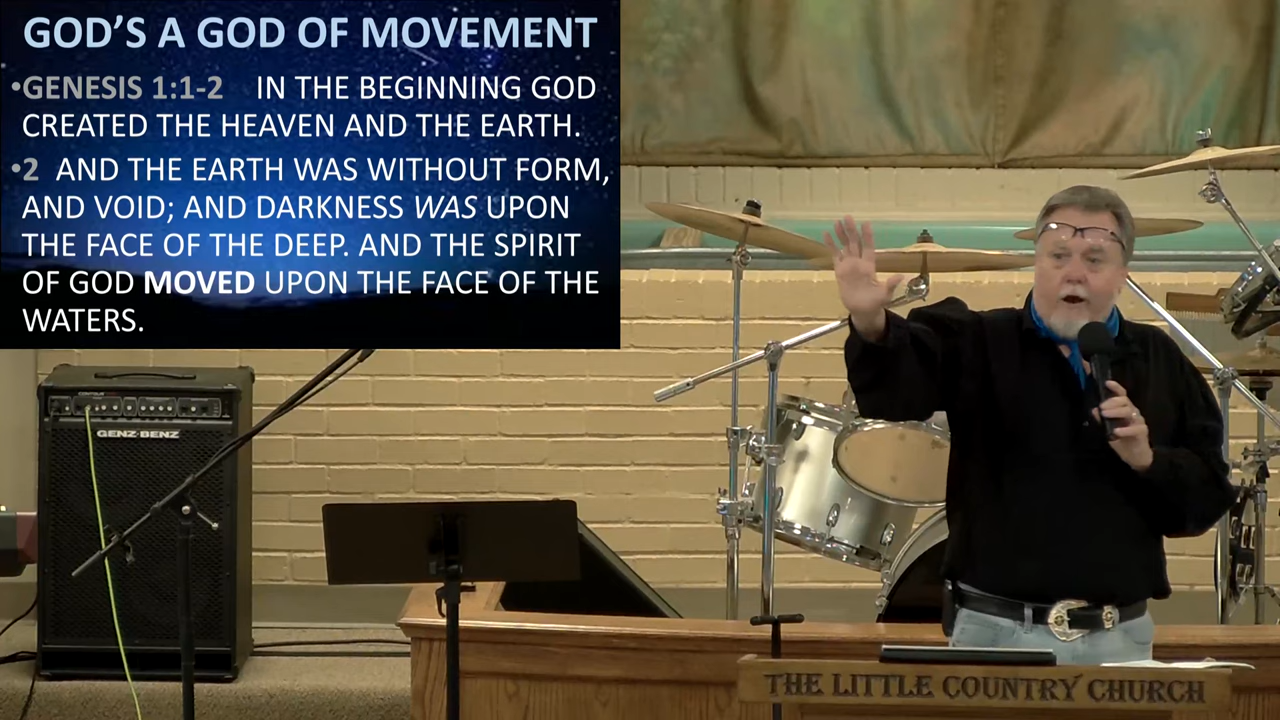 GOD'S A GOD OF MOVEMENT
•GENESIS 1:1-2 IN THE BEGINNING GOD
CREATED THE HEAVEN AND THE EARTH.
•2 AND THE EARTH WAS WITHOUT FORM,
AND VOID; AND DARKNESS WAS UPON
THE FACE OF THE DEEP. AND THE SPIRIT
OF GOD MOVED UPON THE FACE OF THE
WATERS.
GENZ·BENZ
THE LITTLE COUNTRY CHURCH